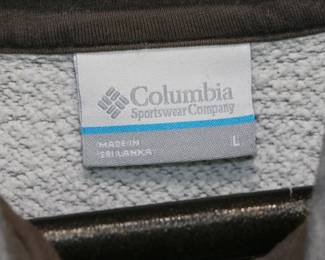 Columbia
Sportswear Company
MADE IN
SRI LANKA
L